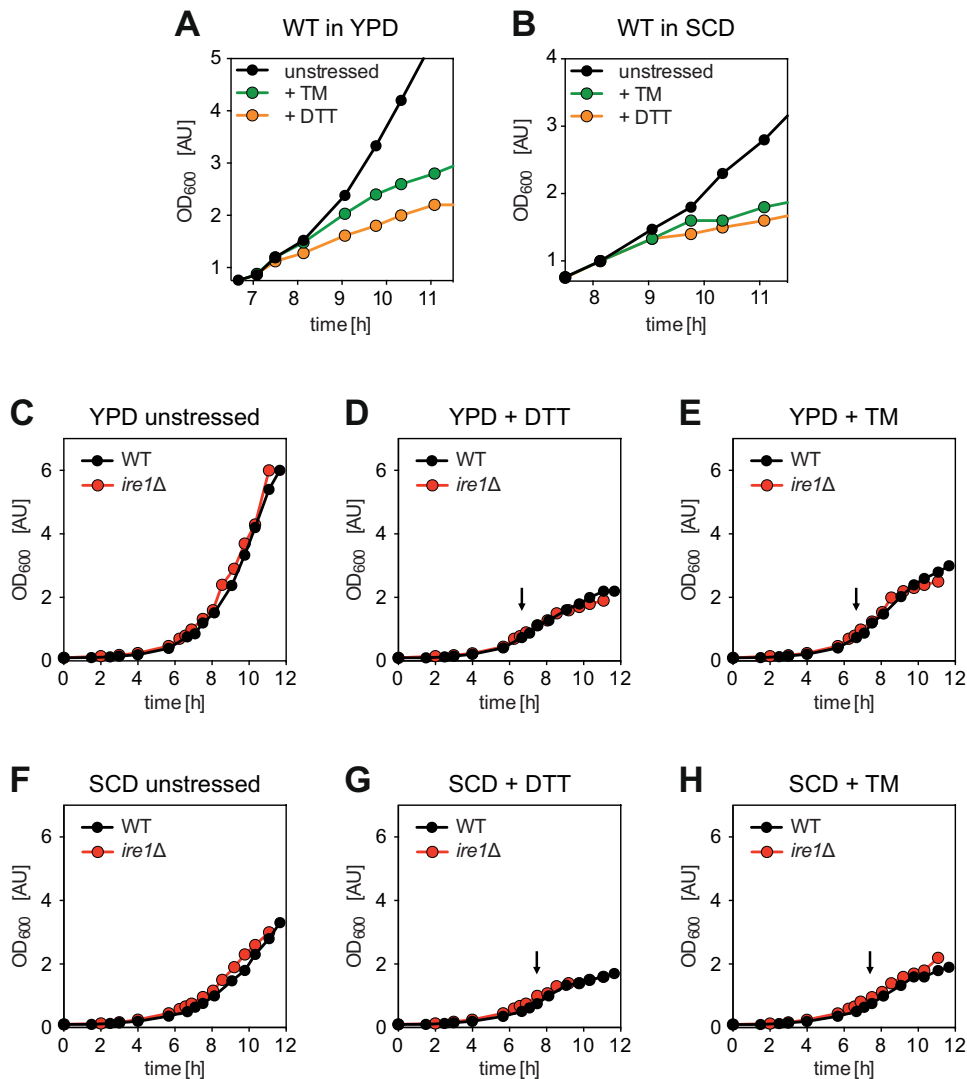 A WT in YPD
OD600 [AU]
5
4
3
2
1
unstressed
+ TM
+ DTT
7 8 9 10 11
time [h]
B WT in SCD
OD600 [AU]
4
3
2
1
unstressed
+ TM
+ DTT
8 9 10 11
time [h]
C YPD unstressed
OD600 [AU]
6
4
2
0
WT
ire1Δ
0 2 4 6 8 10 12
time [h]
D YPD + DTT
OD600 [AU]
6
4
2
0
WT
ire1Δ
0 2 4 6 8 10 12
time [h]
E YPD + TM
OD600 [AU]
6
4
2
0
WT
ire1Δ
0 2 4 6 8 10 12
time [h]
F SCD unstressed
OD600 [AU]
6
4
2
0
WT
ire1Δ
0 2 4 6 8 10 12
time [h]
G SCD + DTT
OD600 [AU]
6
4
2
0
WT
ire1Δ
0 2 4 6 8 10 12
time [h]
H SCD + TM
OD600 [AU]
6
4
2
0
WT
ire1Δ
0 2 4 6 8 10 12
time [h]